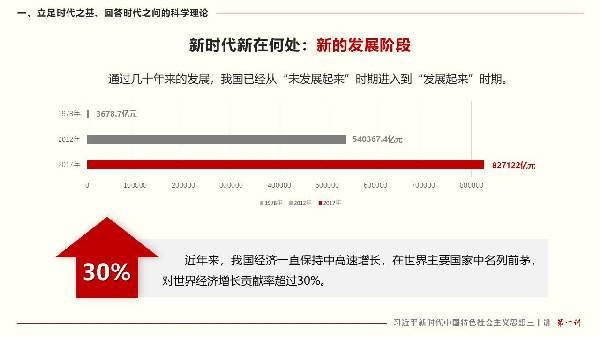 一、立足时代之基、回答时代之问的科学理论
新时代新在何处：新的发展阶段
通过几十年来的发展，我国已经从“未发展起来”时期进入到“发展起来”时期。
1978年
3678.7亿元
2012年
540367.4亿元
2017年
827122亿元
0 100000 200000 300000 400000 500000 600000 700000 800000
1978年 2012年 2017年
30%
近年来，我国经济一直保持中高速增长，在世界主要国家中名列前茅，
对世界经济增长贡献率超过30%。
习近平新时代中国特色社会主义思想三十讲 第一讲